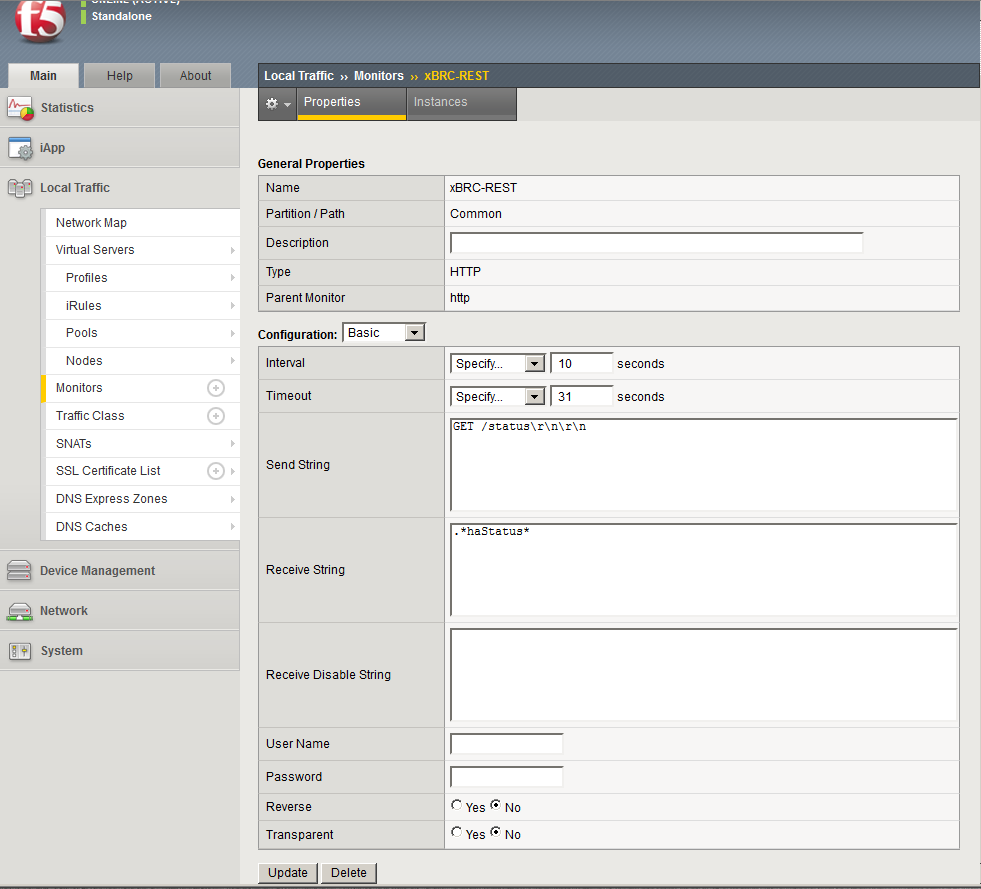 f5
ONLINE (ACTIVE)
Standalone
Main Help About
Local Traffic ›› Monitors ›› xBRC-REST
Properties Instances
Statistics
iApp
Local Traffic
Network Map
Virtual Servers
Profiles
iRules
Pools
Nodes
Monitors
Traffic Class
SNATs
SSL Certificate List
DNS Express Zones
DNS Caches
Device Management
Network
System
General Properties
Name xBRC-REST
Partition / Path Common
Description
Type HTTP
Parent Monitor http
Configuration: Basic
Interval Specify... 10 seconds
Timeout Specify... 31 seconds
Send String GET /status\r\n\r\n
Receive String .*haStatus*
Receive Disable String
User Name
Password
Reverse Yes No
Transparent Yes No
Update Delete